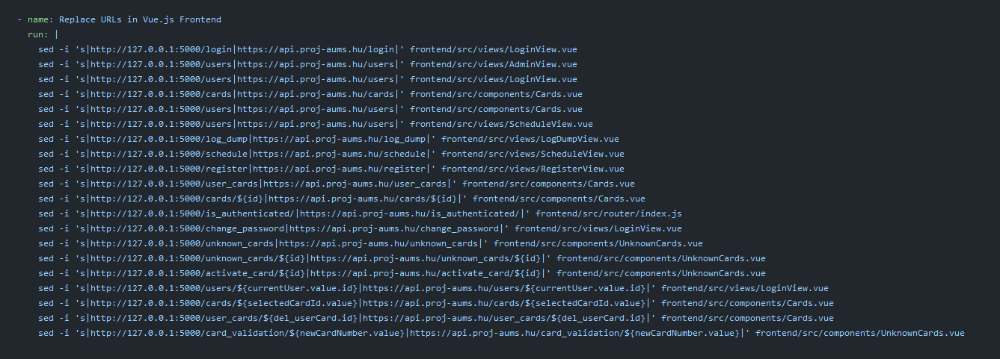 - name: Replace URLs in Vue.js Frontend
run: |
sed -i 's|http://127.0.0.1:5000/login|https://api.proj-aums.hu/login|' frontend/src/views/LoginView.vue
sed -i 's|http://127.0.0.1:5000/users|https://api.proj-aums.hu/users|' frontend/src/views/AdminView.vue
sed -i 's|http://127.0.0.1:5000/users|https://api.proj-aums.hu/users|' frontend/src/views/LoginView.vue
sed -i 's|http://127.0.0.1:5000/cards|https://api.proj-aums.hu/cards|' frontend/src/components/Cards.vue
sed -i 's|http://127.0.0.1:5000/users|https://api.proj-aums.hu/users|' frontend/src/components/Cards.vue
sed -i 's|http://127.0.0.1:5000/users|https://api.proj-aums.hu/users|' frontend/src/views/ScheduleView.vue
sed -i 's|http://127.0.0.1:5000/log_dump|https://api.proj-aums.hu/log_dump|' frontend/src/views/LogDumpView.vue
sed -i 's|http://127.0.0.1:5000/schedule|https://api.proj-aums.hu/schedule|' frontend/src/views/ScheduleView.vue
sed -i 's|http://127.0.0.1:5000/register|https://api.proj-aums.hu/register|' frontend/src/views/RegisterView.vue
sed -i 's|http://127.0.0.1:5000/user_cards|https://api.proj-aums.hu/user_cards|' frontend/src/components/Cards.vue
sed -i 's|http://127.0.0.1:5000/cards/${id}|https://api.proj-aums.hu/cards/${id}|' frontend/src/components/Cards.vue
sed -i 's|http://127.0.0.1:5000/is_authenticated/|https://api.proj-aums.hu/is_authenticated/|' frontend/src/router/index.js
sed -i 's|http://127.0.0.1:5000/change_password|https://api.proj-aums.hu/change_password|' frontend/src/views/LoginView.vue
sed -i 's|http://127.0.0.1:5000/unknown_cards|https://api.proj-aums.hu/unknown_cards|' frontend/src/components/UnknownCards.vue
sed -i 's|http://127.0.0.1:5000/unknown_cards/${id}|https://api.proj-aums.hu/unknown_cards/${id}|' frontend/src/components/UnknownCards.vue
sed -i 's|http://127.0.0.1:5000/activate_card/${id}|https://api.proj-aums.hu/activate_card/${id}|' frontend/src/components/UnknownCards.vue
sed -i 's|http://127.0.0.1:5000/users/${currentUser.value.id}|https://api.proj-aums.hu/users/${currentUser.value.id}|' frontend/src/views/LoginView.vue
sed -i 's|http://127.0.0.1:5000/cards/${selectedCardId.value}|https://api.proj-aums.hu/cards/${selectedCardId.value}|' frontend/src/components/Cards.vue
sed -i 's|http://127.0.0.1:5000/user_cards/${del_userCard.id}|https://api.proj-aums.hu/user_cards/${del_userCard.id}|' frontend/src/components/Cards.vue
sed -i 's|http://127.0.0.1:5000/card_validation/${newCardNumber.value}|https://api.proj-aums.hu/card_validation/${newCardNumber.value}|' frontend/src/components/UnknownCards.vue